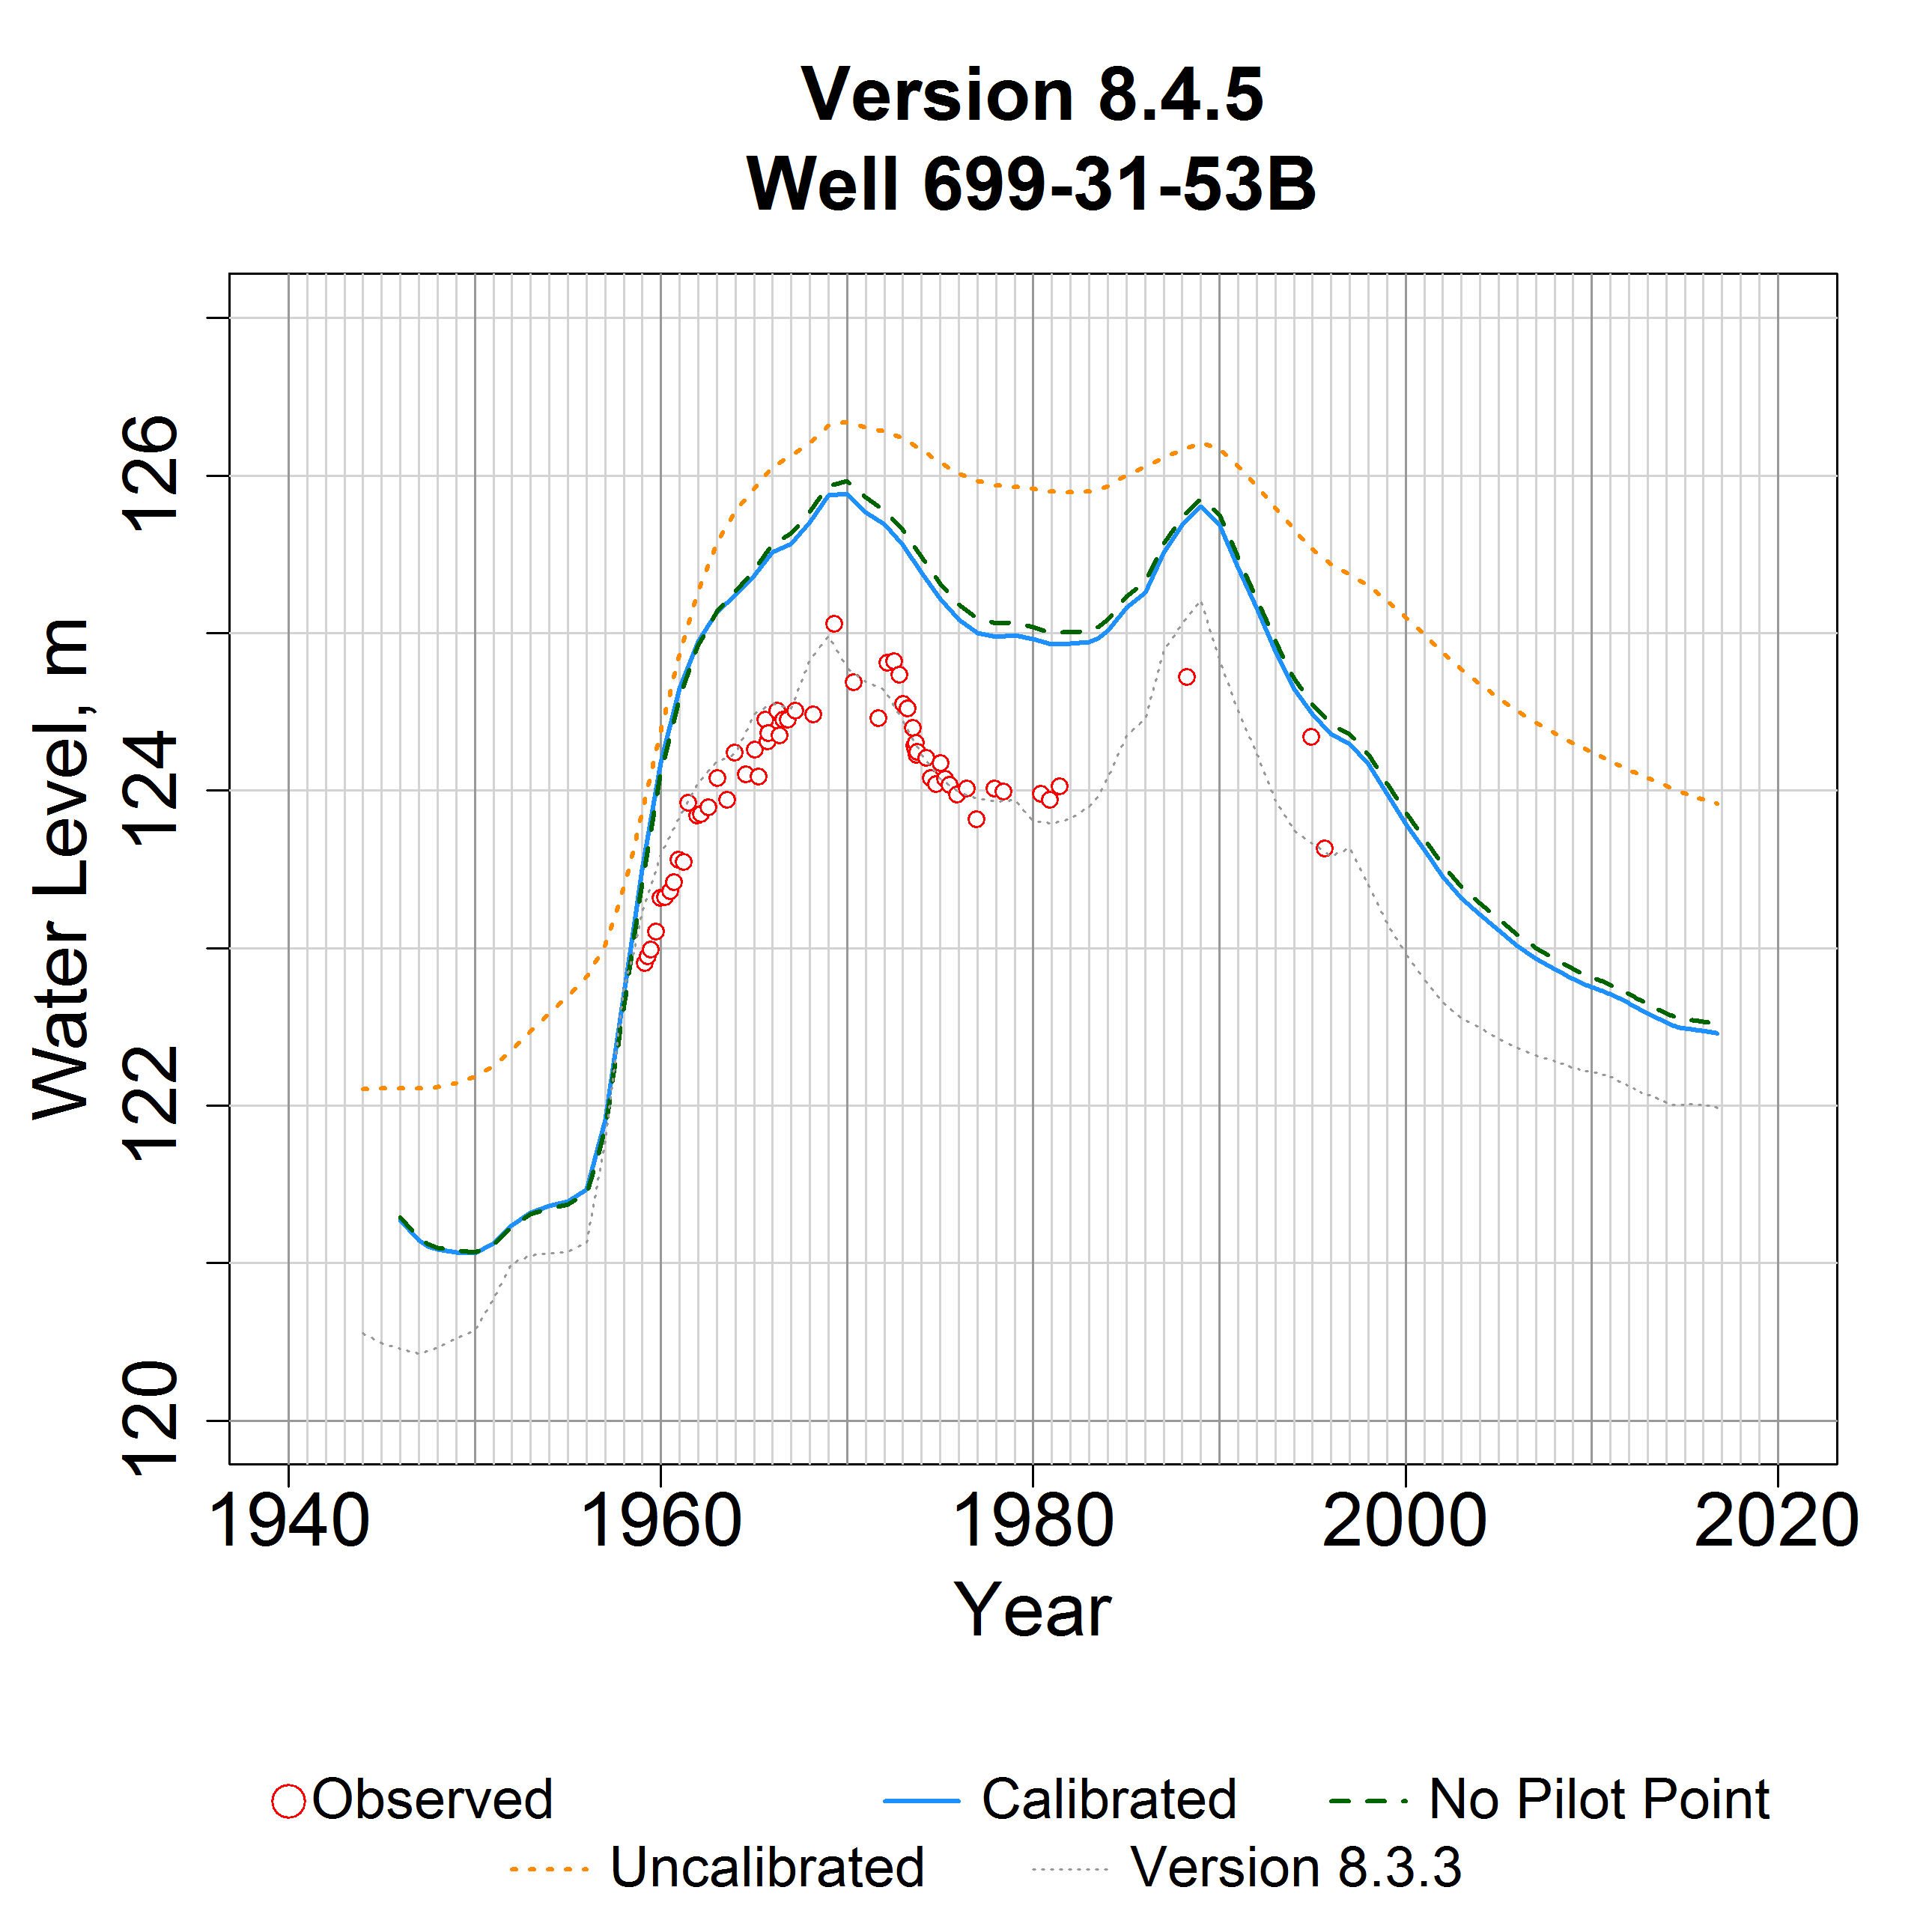 Version 8.4.5
Well 699-31-53B
Water Level, m
126
124
122
120
1940 1960 1980 2000 2020
Year
Observed Calibrated No Pilot Point
Uncalibrated Version 8.3.3